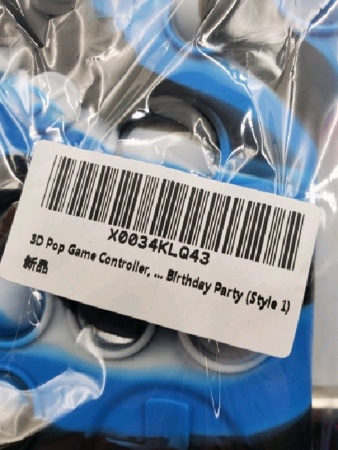 X0034KLQ43
3D Pop Game Controller, ... Birthday Party (Style 1)
新品